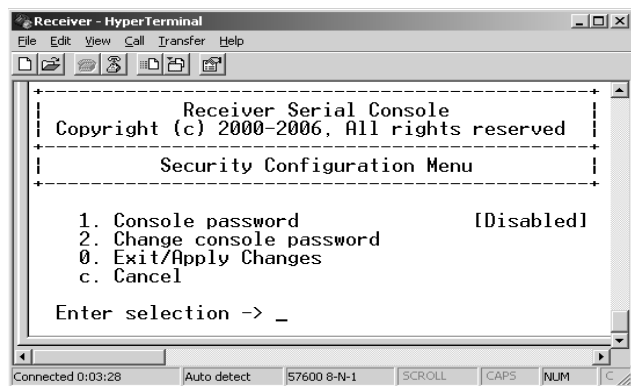 Receiver - HyperTerminal
File Edit View Call Transfer Help
Receiver Serial Console
Copyright (c) 2000-2006, All rights reserved
Security Configuration Menu
1. Console password [Disabled]
2. Change console password
0. Exit/Apply Changes
c. Cancel
Enter selection -> _
Connected 0:03:28 Auto detect 57600 8-N-1 SCROLL CAPS NUM C